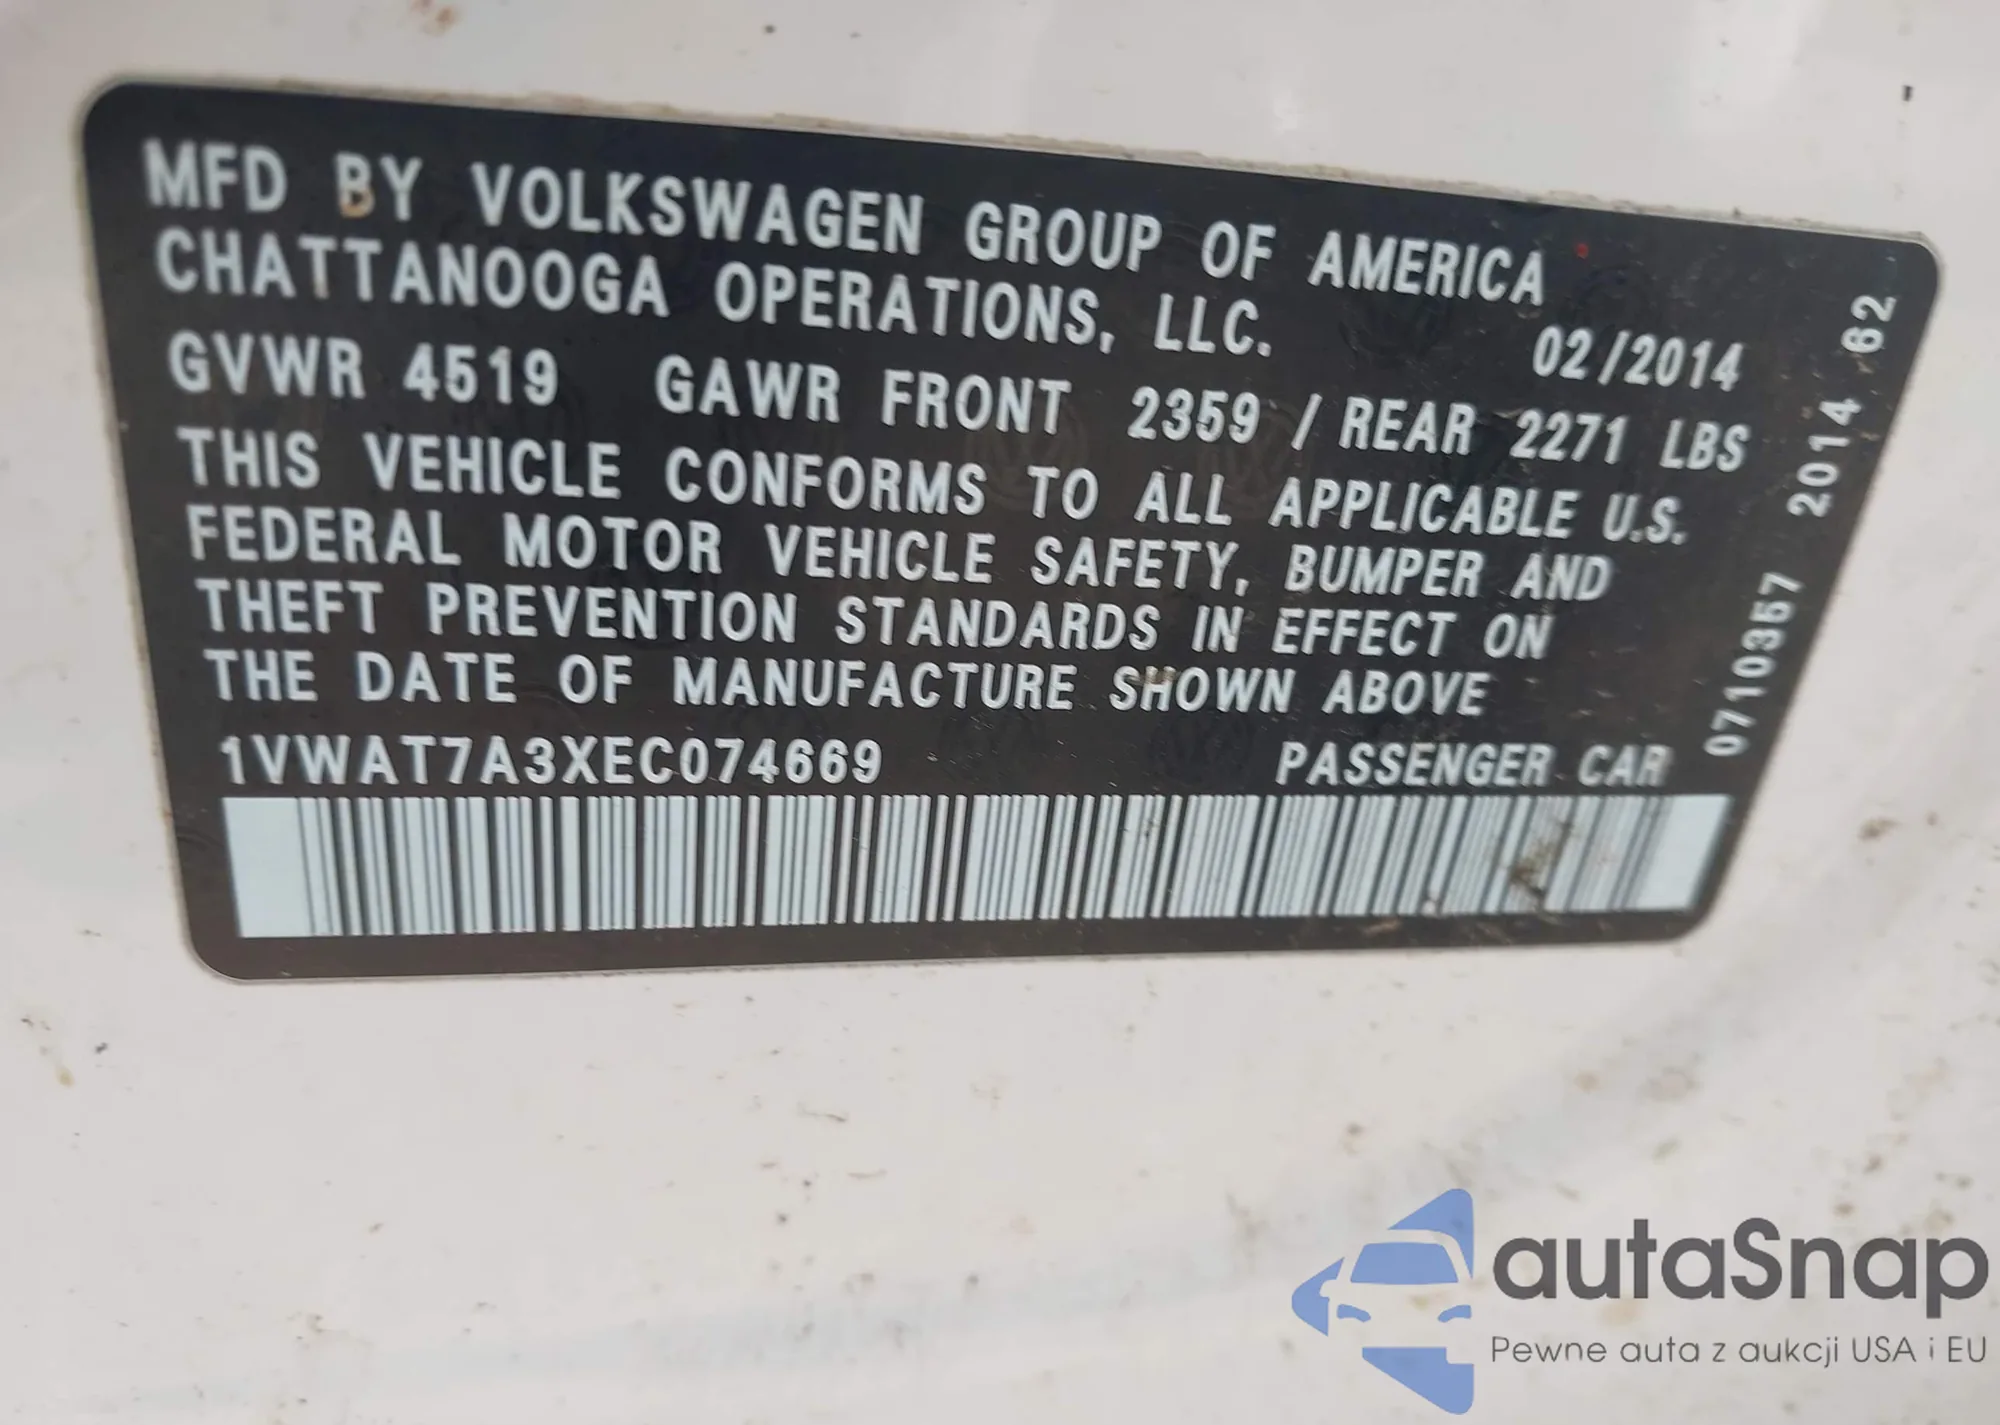 MFD BY VOLKSWAGEN GROUP OF AMERICA
CHATTANOOGA OPERATIONS, LLC.
02/2014
GVWR 4519 GAWR FRONT 2359 / REAR 2271 LBS
THIS VEHICLE CONFORMS TO ALL APPLICABLE U.S.
FEDERAL MOTOR VEHICLE SAFETY, BUMPER AND
THEFT PREVENTION STANDARDS IN EFFECT ON
THE DATE OF MANUFACTURE SHOWN ABOVE
1VWAT7A3XEC074669 PASSENGER CAR
0710357 2014 62
autaSnap
Pewne auta z aukcji USA i EU